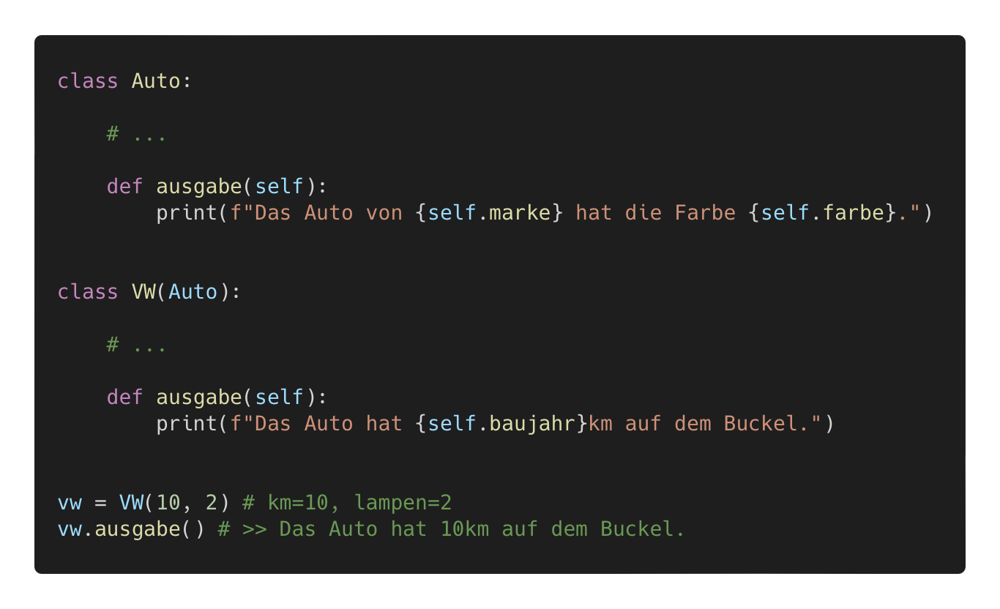 class Auto:
    # ...
    def ausgabe(self):
        print(f"Das Auto von {self.marke} hat die Farbe {self.farbe}.")
class VW(Auto):
    # ...
    def ausgabe(self):
        print(f"Das Auto hat {self.baujahr}km auf dem Buckel.")
vw = VW(10, 2) # km=10, lampen=2
vw.ausgabe() # >> Das Auto hat 10km auf dem Buckel.